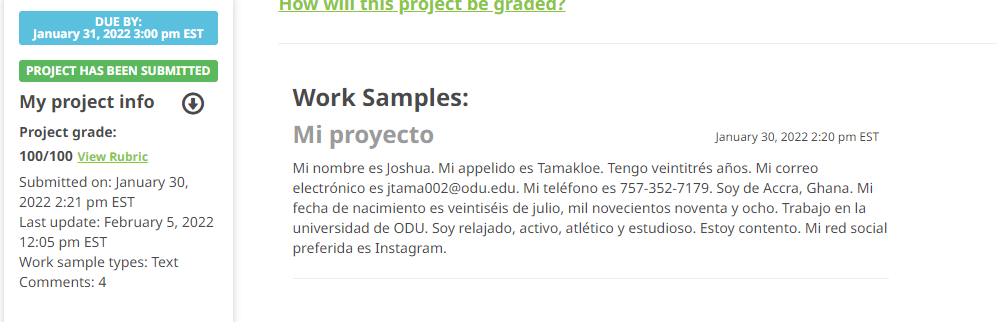 How will this project be graded?
DUE BY:
January 31, 2022 3:00 pm EST
PROJECT HAS BEEN SUBMITTED
My project info
Project grade:
100/100 View Rubric
Submitted on: January 30,
2022 2:21 pm EST
Last update: February 5, 2022
12:05 pm EST
Work sample types: Text
Comments: 4
Work Samples:
Mi proyecto
January 30, 2022 2:20 pm EST
Mi nombre es Joshua. Mi appelido es Tamakloe. Tengo veintitrés años. Mi correo
electrónico es jtama002@odu.edu. Mi teléfono es 757-352-7179. Soy de Accra, Ghana. Mi
fecha de nacimiento es veintiséis de julio, mil novecientos noventa y ocho. Trabajo en la
universidad de ODU. Soy relajado, activo, atlético y estudioso. Estoy contento. Mi red social
preferida es Instagram.